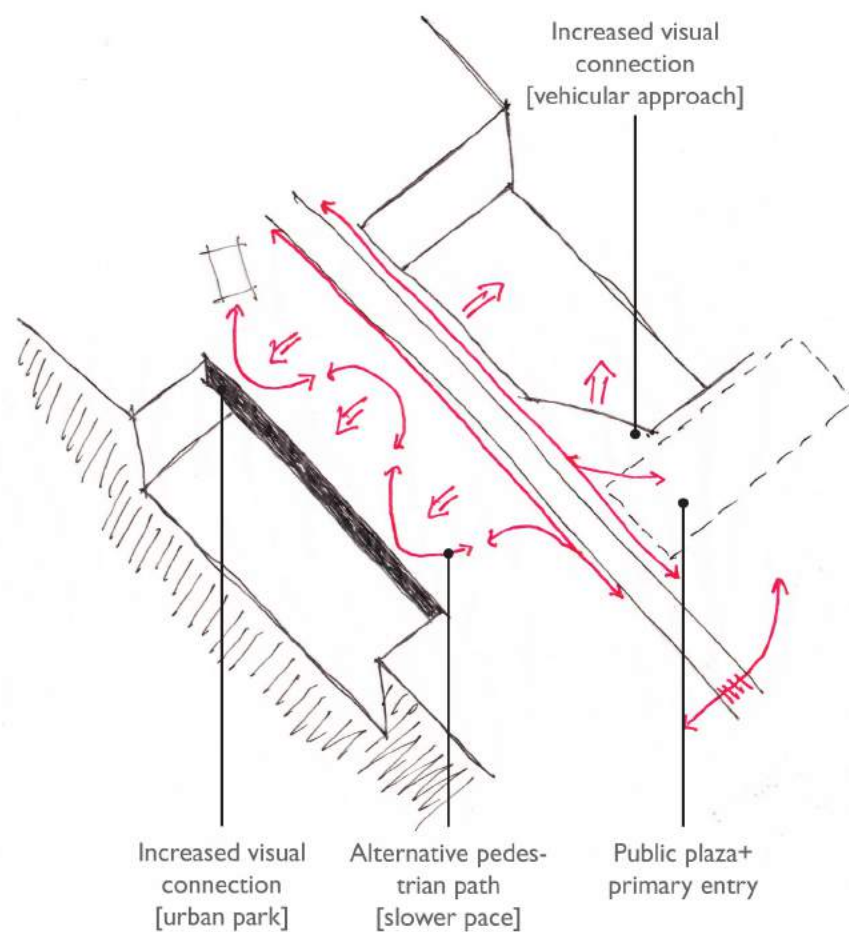 Increased visual
connection
[vehicular approach]
Increased visual
connection
[urban park]
Alternative pedes-
trian path
[slower pace]
Public plaza+
primary entry